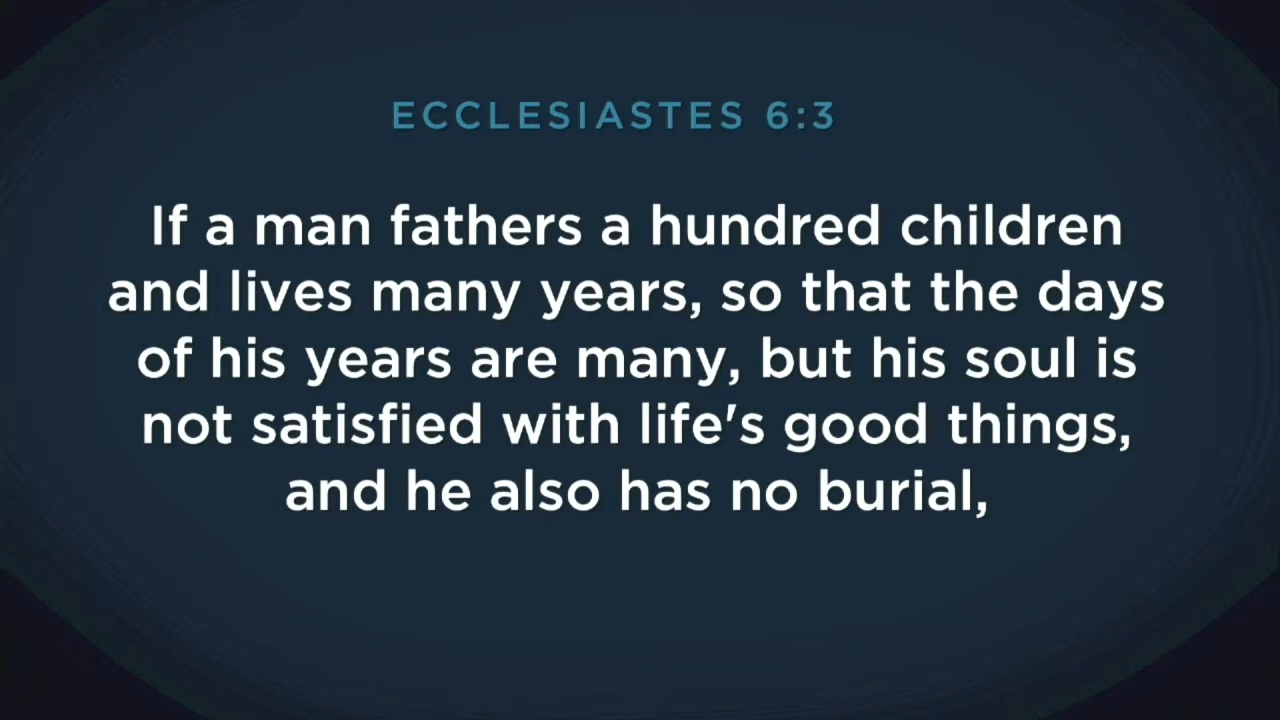 ECCLESIASTES 6:3
If a man fathers a hundred children
and lives many years, so that the days
of his years are many, but his soul is
not satisfied with life's good things,
and he also has no burial,